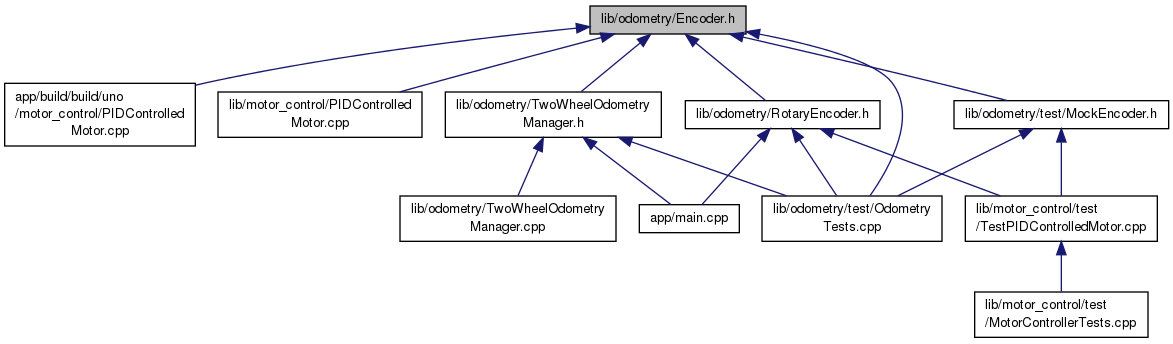 lib/odometry/Encoder.h
app/build/build/uno
/motor_control/PIDControlled
Motor.cpp
lib/motor_control/PIDControlled
Motor.cpp
lib/odometry/TwoWheelOdometry
Manager.h
lib/odometry/RotaryEncoder.h
lib/odometry/test/MockEncoder.h
lib/odometry/TwoWheelOdometry
Manager.cpp
app/main.cpp
lib/odometry/test/Odometry
Tests.cpp
lib/motor_control/test
/TestPIDControlledMotor.cpp
lib/motor_control/test
/MotorControllerTests.cpp